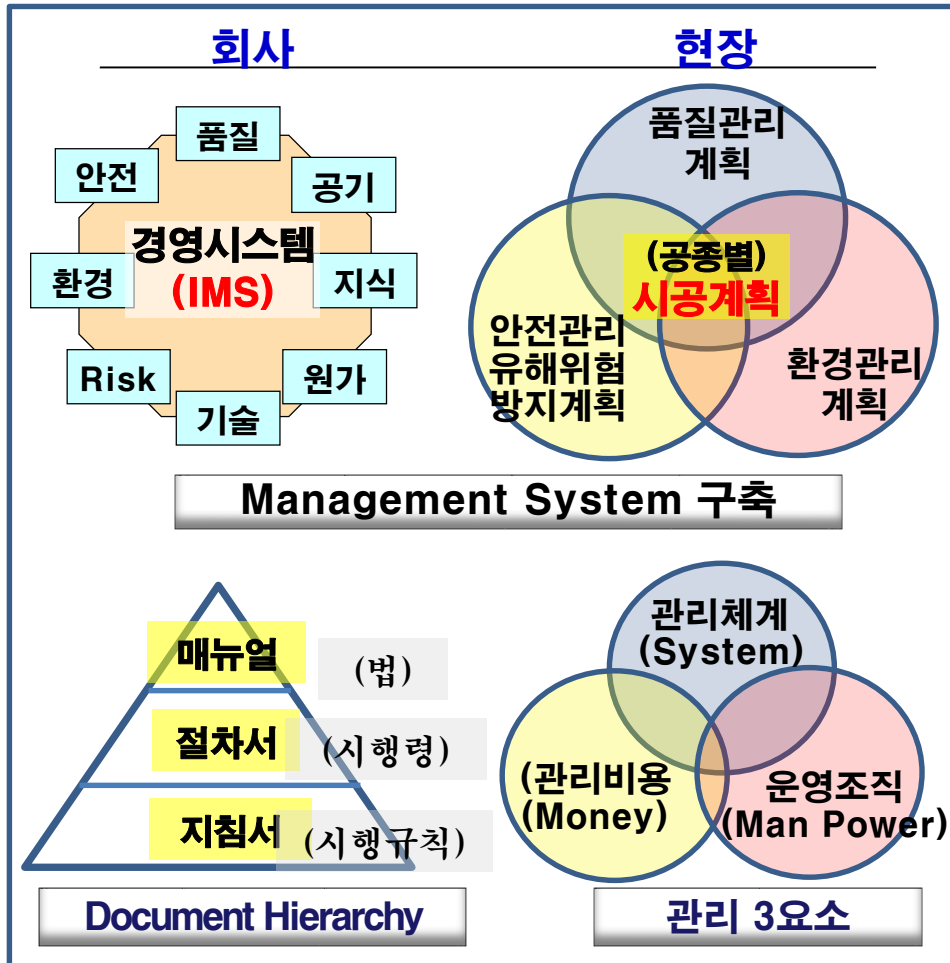 회사
현장
품질
안전
공기
경영시스템
(IMS)
환경
지식
Risk
원가
기술
품질관리
계획
(공종별)
시공계획
안전관리
유해위험
방지계획
환경관리
계획
Management System 구축
매뉴얼
(법)
절차서
(시행령)
지침서
(시행규칙)
Document Hierarchy
관리체계
(System)
(관리비용
(Money)
운영조직
(Man Power)
관리 3요소